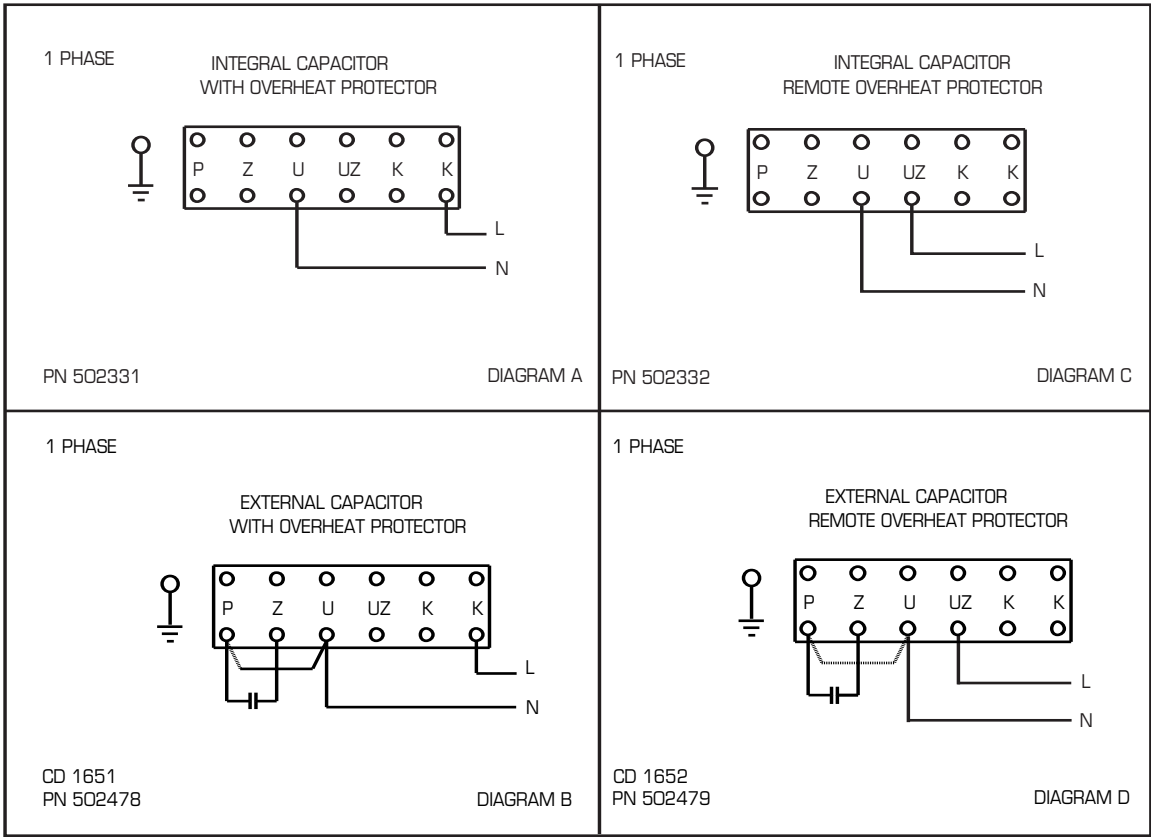 1 PHASE
INTEGRAL CAPACITOR
WITH OVERHEAT PROTECTOR
P Z U UZ K K
L
N
PN 502331
DIAGRAM A
1 PHASE
INTEGRAL CAPACITOR
REMOTE OVERHEAT PROTECTOR
P Z U UZ K K
L
N
PN 502332
DIAGRAM C
1 PHASE
EXTERNAL CAPACITOR
WITH OVERHEAT PROTECTOR
P Z U UZ K K
L
N
CD 1651
PN 502478
DIAGRAM B
1 PHASE
EXTERNAL CAPACITOR
REMOTE OVERHEAT PROTECTOR
P Z U UZ K K
L
N
CD 1652
PN 502479
DIAGRAM D